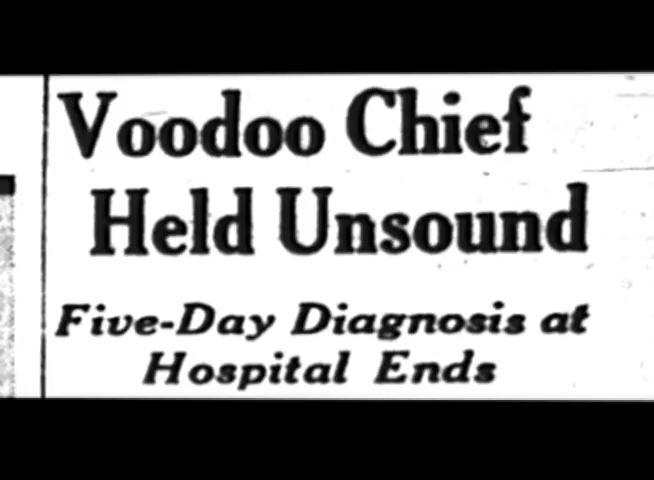 Voodoo Chief
Held Unsound
Five-Day Diagnosis at
Hospital Ends